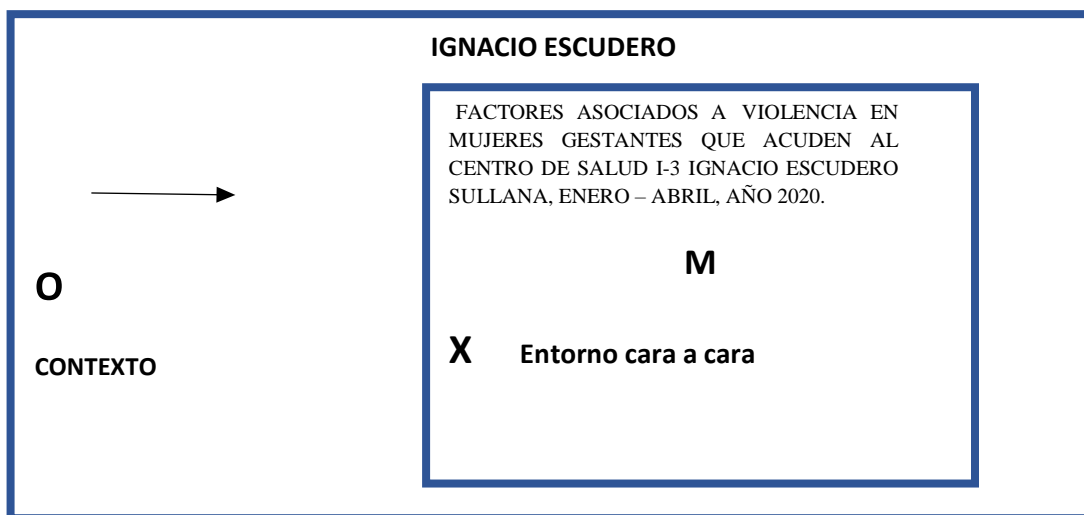 IGNACIO ESCUDERO
FACTORES ASOCIADOS A VIOLENCIA EN
MUJERES GESTANTES QUE ACUDEN AL
CENTRO DE SALUD I-3 IGNACIO ESCUDERO
SULLANA, ENERO – ABRIL, AÑO 2020.
M
O
X Entorno cara a cara
CONTEXTO